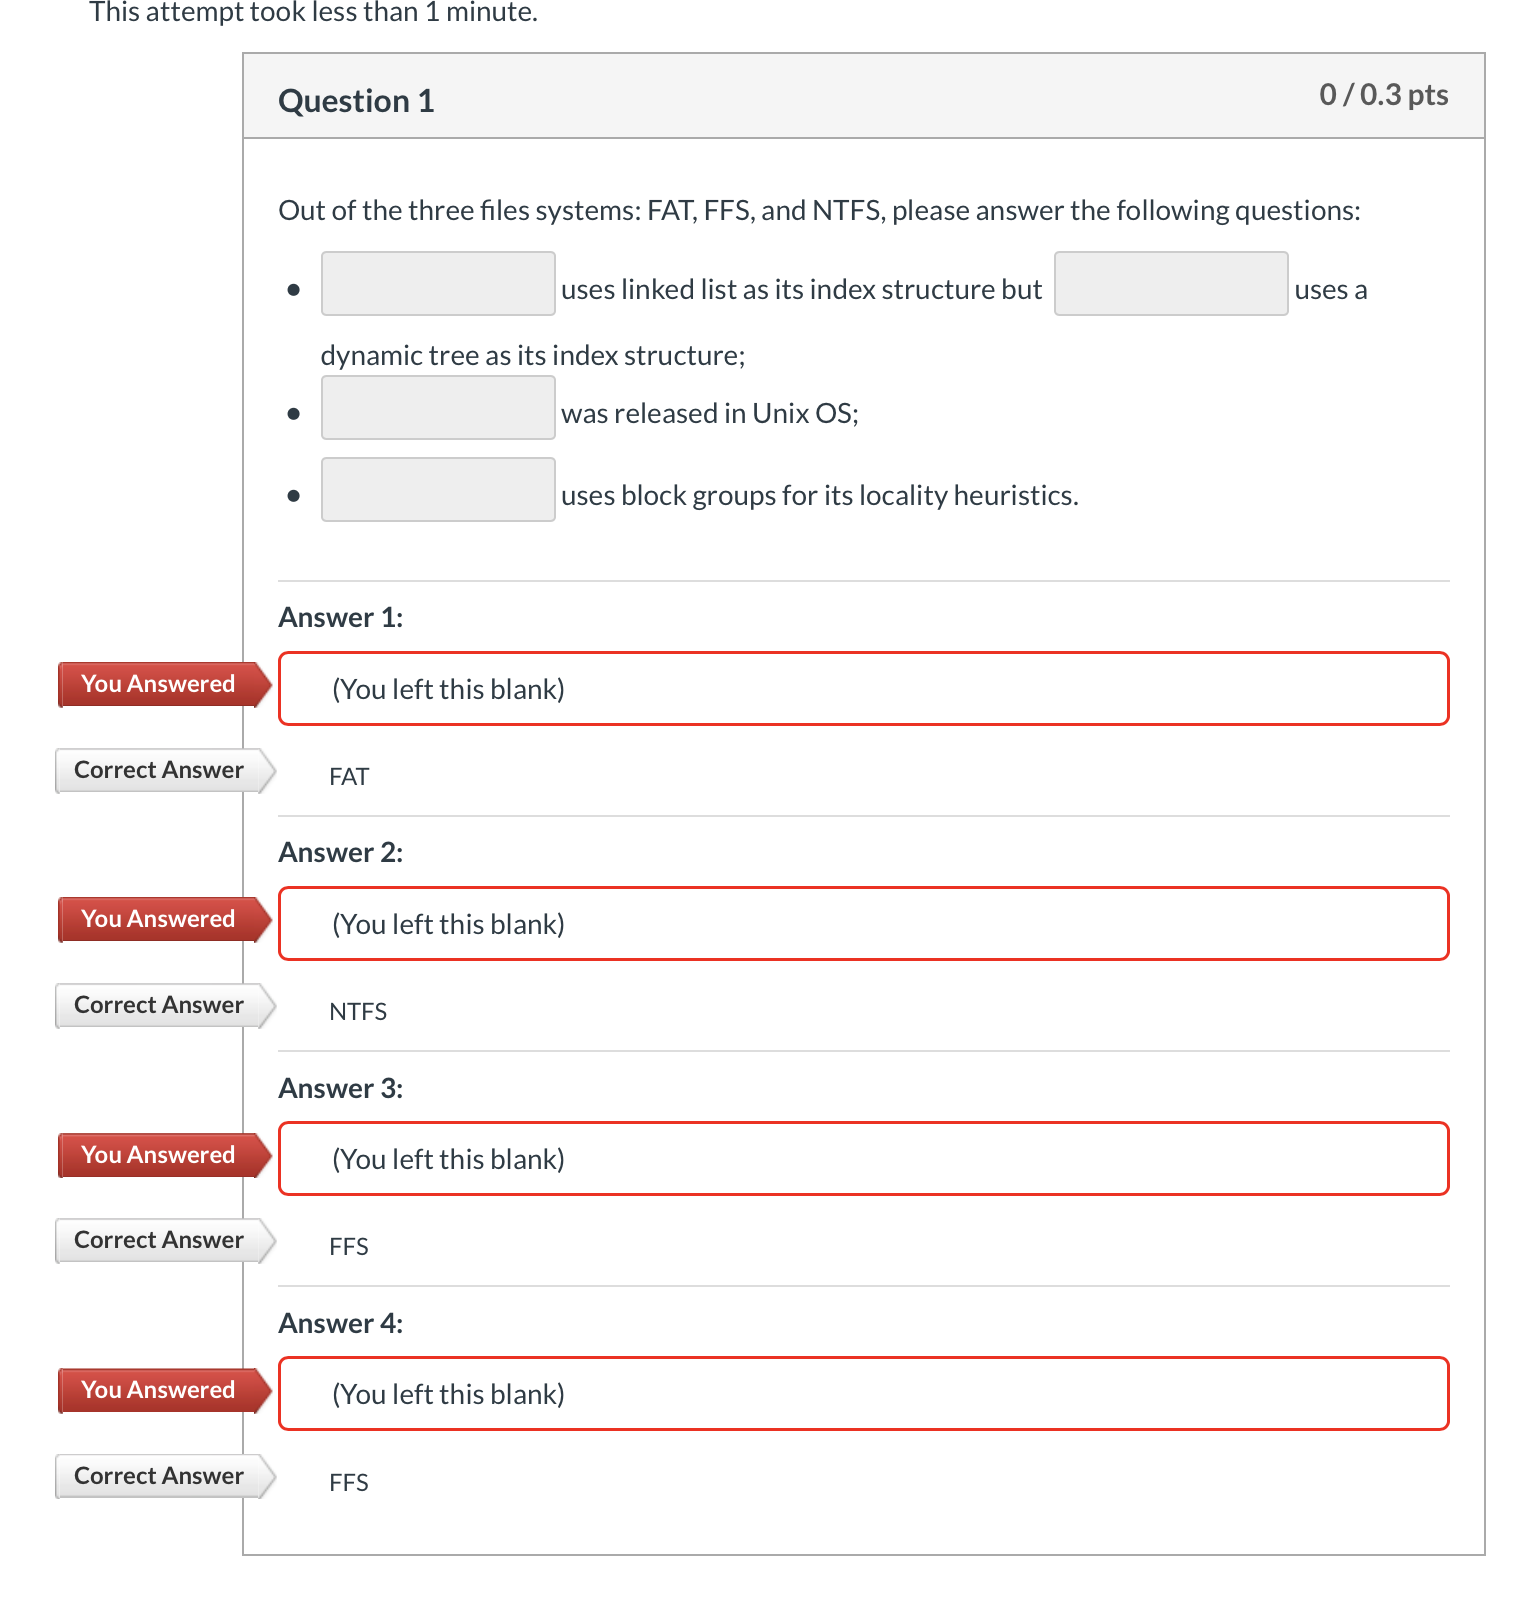 This attempt took less than 1 minute.
Question 1
0 / 0.3 pts
Out of the three files systems: FAT, FFS, and NTFS, please answer the following questions:
• uses linked list as its index structure but uses a
dynamic tree as its index structure;
• was released in Unix OS;
• uses block groups for its locality heuristics.
Answer 1:
You Answered
(You left this blank)
Correct Answer
FAT
Answer 2:
You Answered
(You left this blank)
Correct Answer
NTFS
Answer 3:
You Answered
(You left this blank)
Correct Answer
FFS
Answer 4:
You Answered
(You left this blank)
Correct Answer
FFS